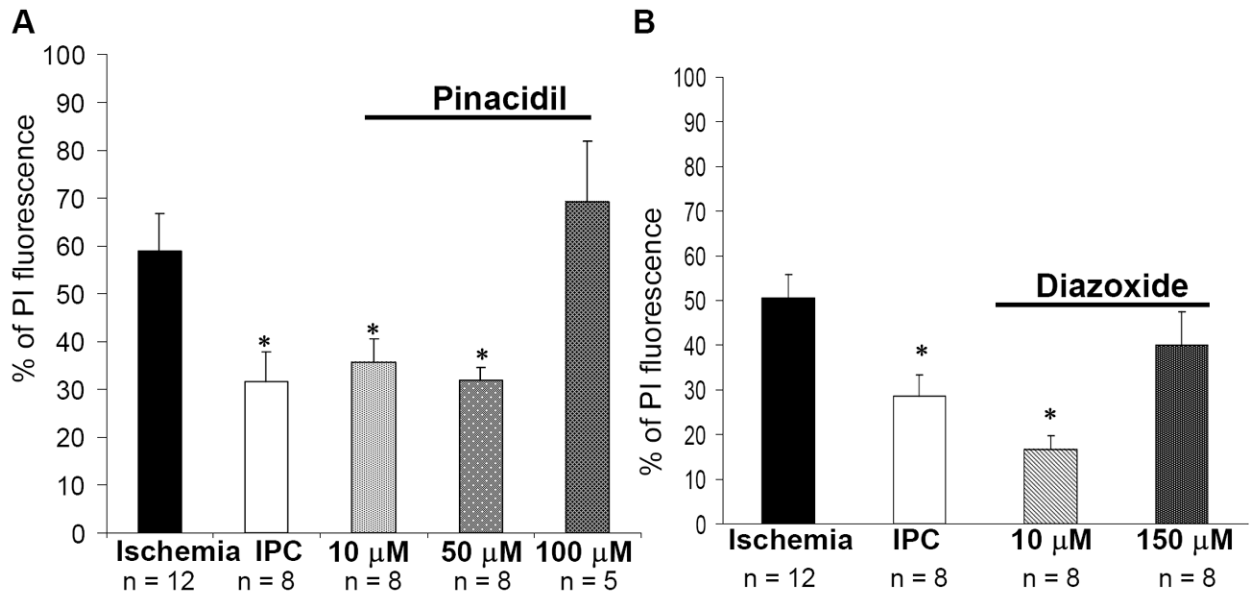 A
% of PI fluorescence
100
90
80
70
60
50
40
30
20
10
0
Pinacidil
*
*
*
Ischemia IPC 10 μM 50 μM 100 μM
n = 12 n = 8 n = 8 n = 8 n = 5
B
% of PI fluorescence
100
90
80
70
60
50
40
30
20
10
0
Diazoxide
*
*
Ischemia IPC 10 μM 150 μM
n = 12 n = 8 n = 8 n = 8